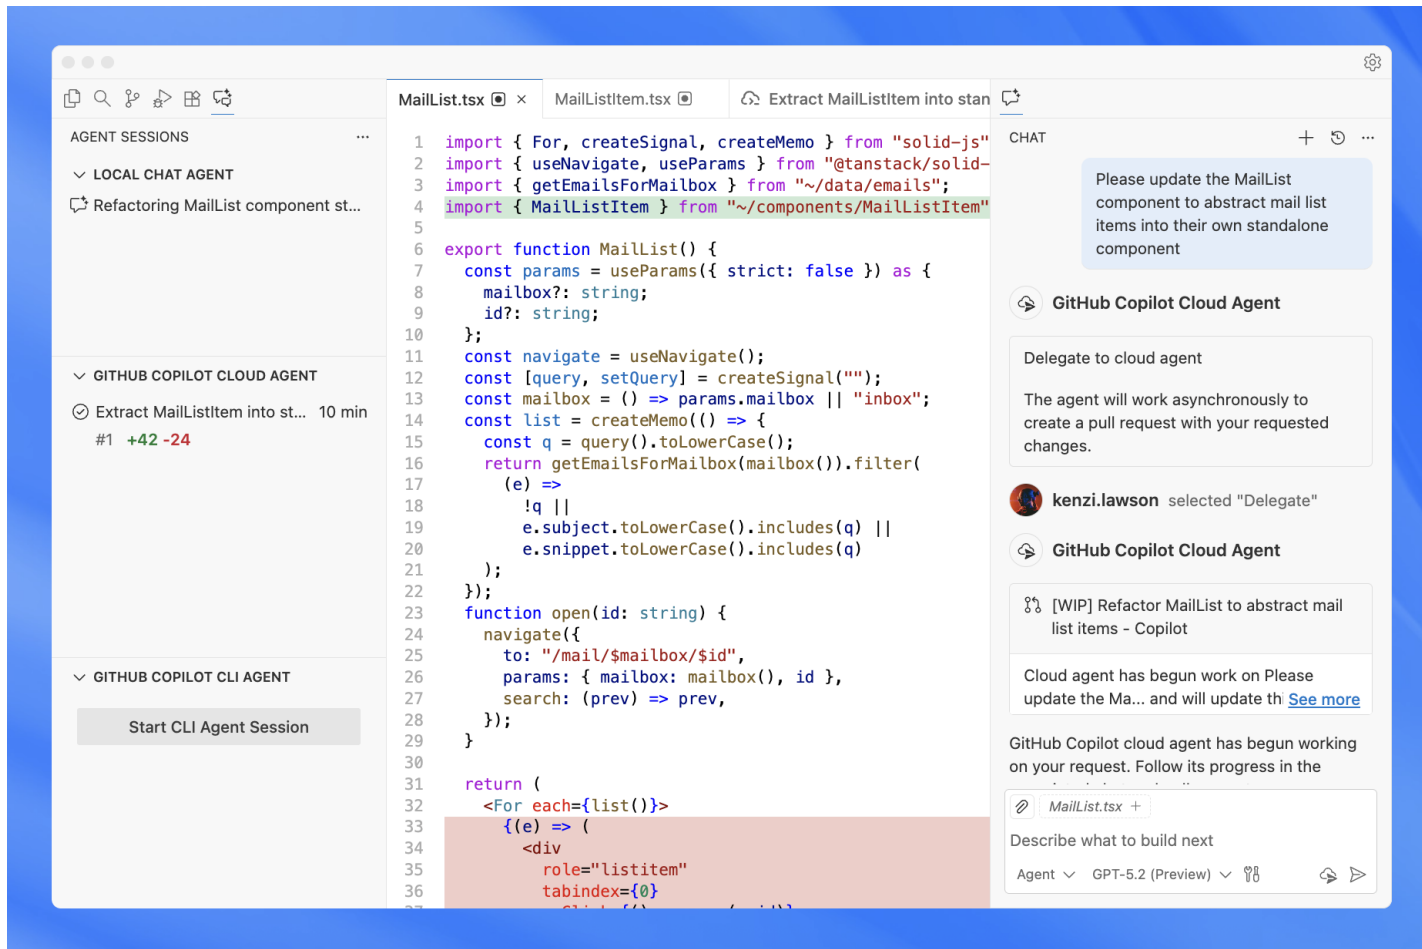 MailList.tsx
MailListItem.tsx
Extract MailListItem into stan
AGENT SESSIONS
LOCAL CHAT AGENT
Refactoring MailList component st...
GITHUB COPILOT CLOUD AGENT
Extract MailListItem into st... 10 min
#1 +42 -24
GITHUB COPILOT CLI AGENT
Start CLI Agent Session
1 import { For, createSignal, createMemo } from "solid-js"
2 import { useNavigate, useParams } from "@tanstack/solid-
3 import { getEmailsForMailbox } from "~/data/emails";
4 import { MailListItem } from "~/components/MailListItem"
5
6 export function MailList() {
7 const params = useParams({ strict: false }) as {
8 mailbox?: string;
9 id?: string;
10 };
11 const navigate = useNavigate();
12 const [query, setQuery] = createSignal("");
13 const mailbox = () => params.mailbox || "inbox";
14 const list = createMemo(() => {
15 const q = query().toLowerCase();
16 return getEmailsForMailbox(mailbox()).filter(
17 (e) =>
18 !q ||
19 e.subject.toLowerCase().includes(q) ||
20 e.snippet.toLowerCase().includes(q)
21 );
22 });
23 function open(id: string) {
24 navigate({
25 to: "/mail/$mailbox/$id",
26 params: { mailbox: mailbox(), id },
27 search: (prev) => prev,
28 });
29 }
30
31 return (
32 <For each={list()}>
33 {(e) => (
34 <div
35 role="listitem"
36 tabindex={0}
CHAT
Please update the MailList
component to abstract mail list
items into their own standalone
component
GitHub Copilot Cloud Agent
Delegate to cloud agent
The agent will work asynchronously to
create a pull request with your requested
changes.
kenzi.lawson selected "Delegate"
GitHub Copilot Cloud Agent
[WIP] Refactor MailList to abstract mail
list items - Copilot
Cloud agent has begun work on Please
update the Ma... and will update thi See more
GitHub Copilot cloud agent has begun working
on your request. Follow its progress in the
MailList.tsx +
Describe what to build next
Agent GPT-5.2 (Preview)